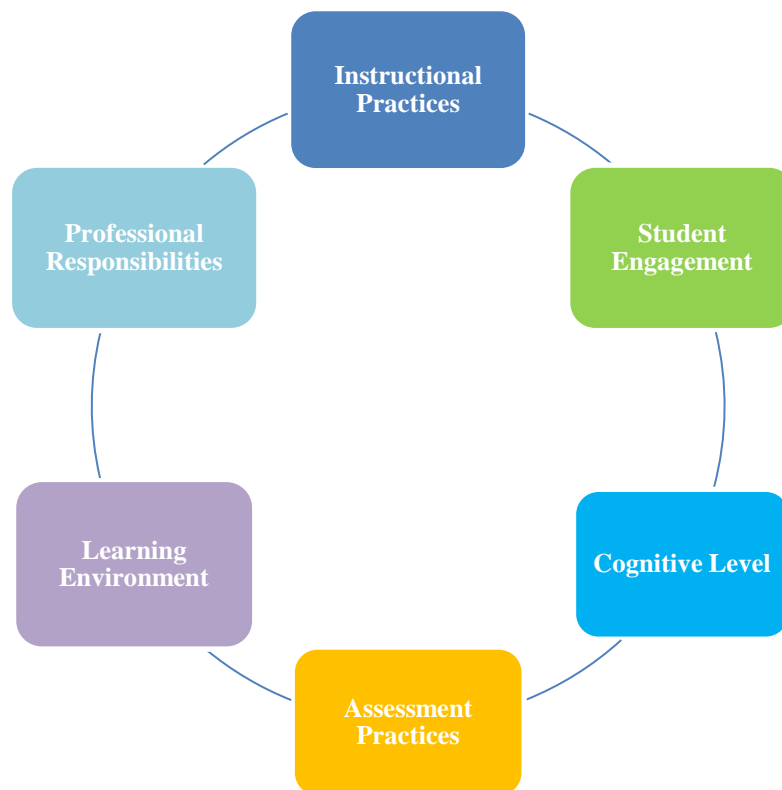 Instructional
Practices
Student
Engagement
Cognitive Level
Assessment
Practices
Learning
Environment
Professional
Responsibilities